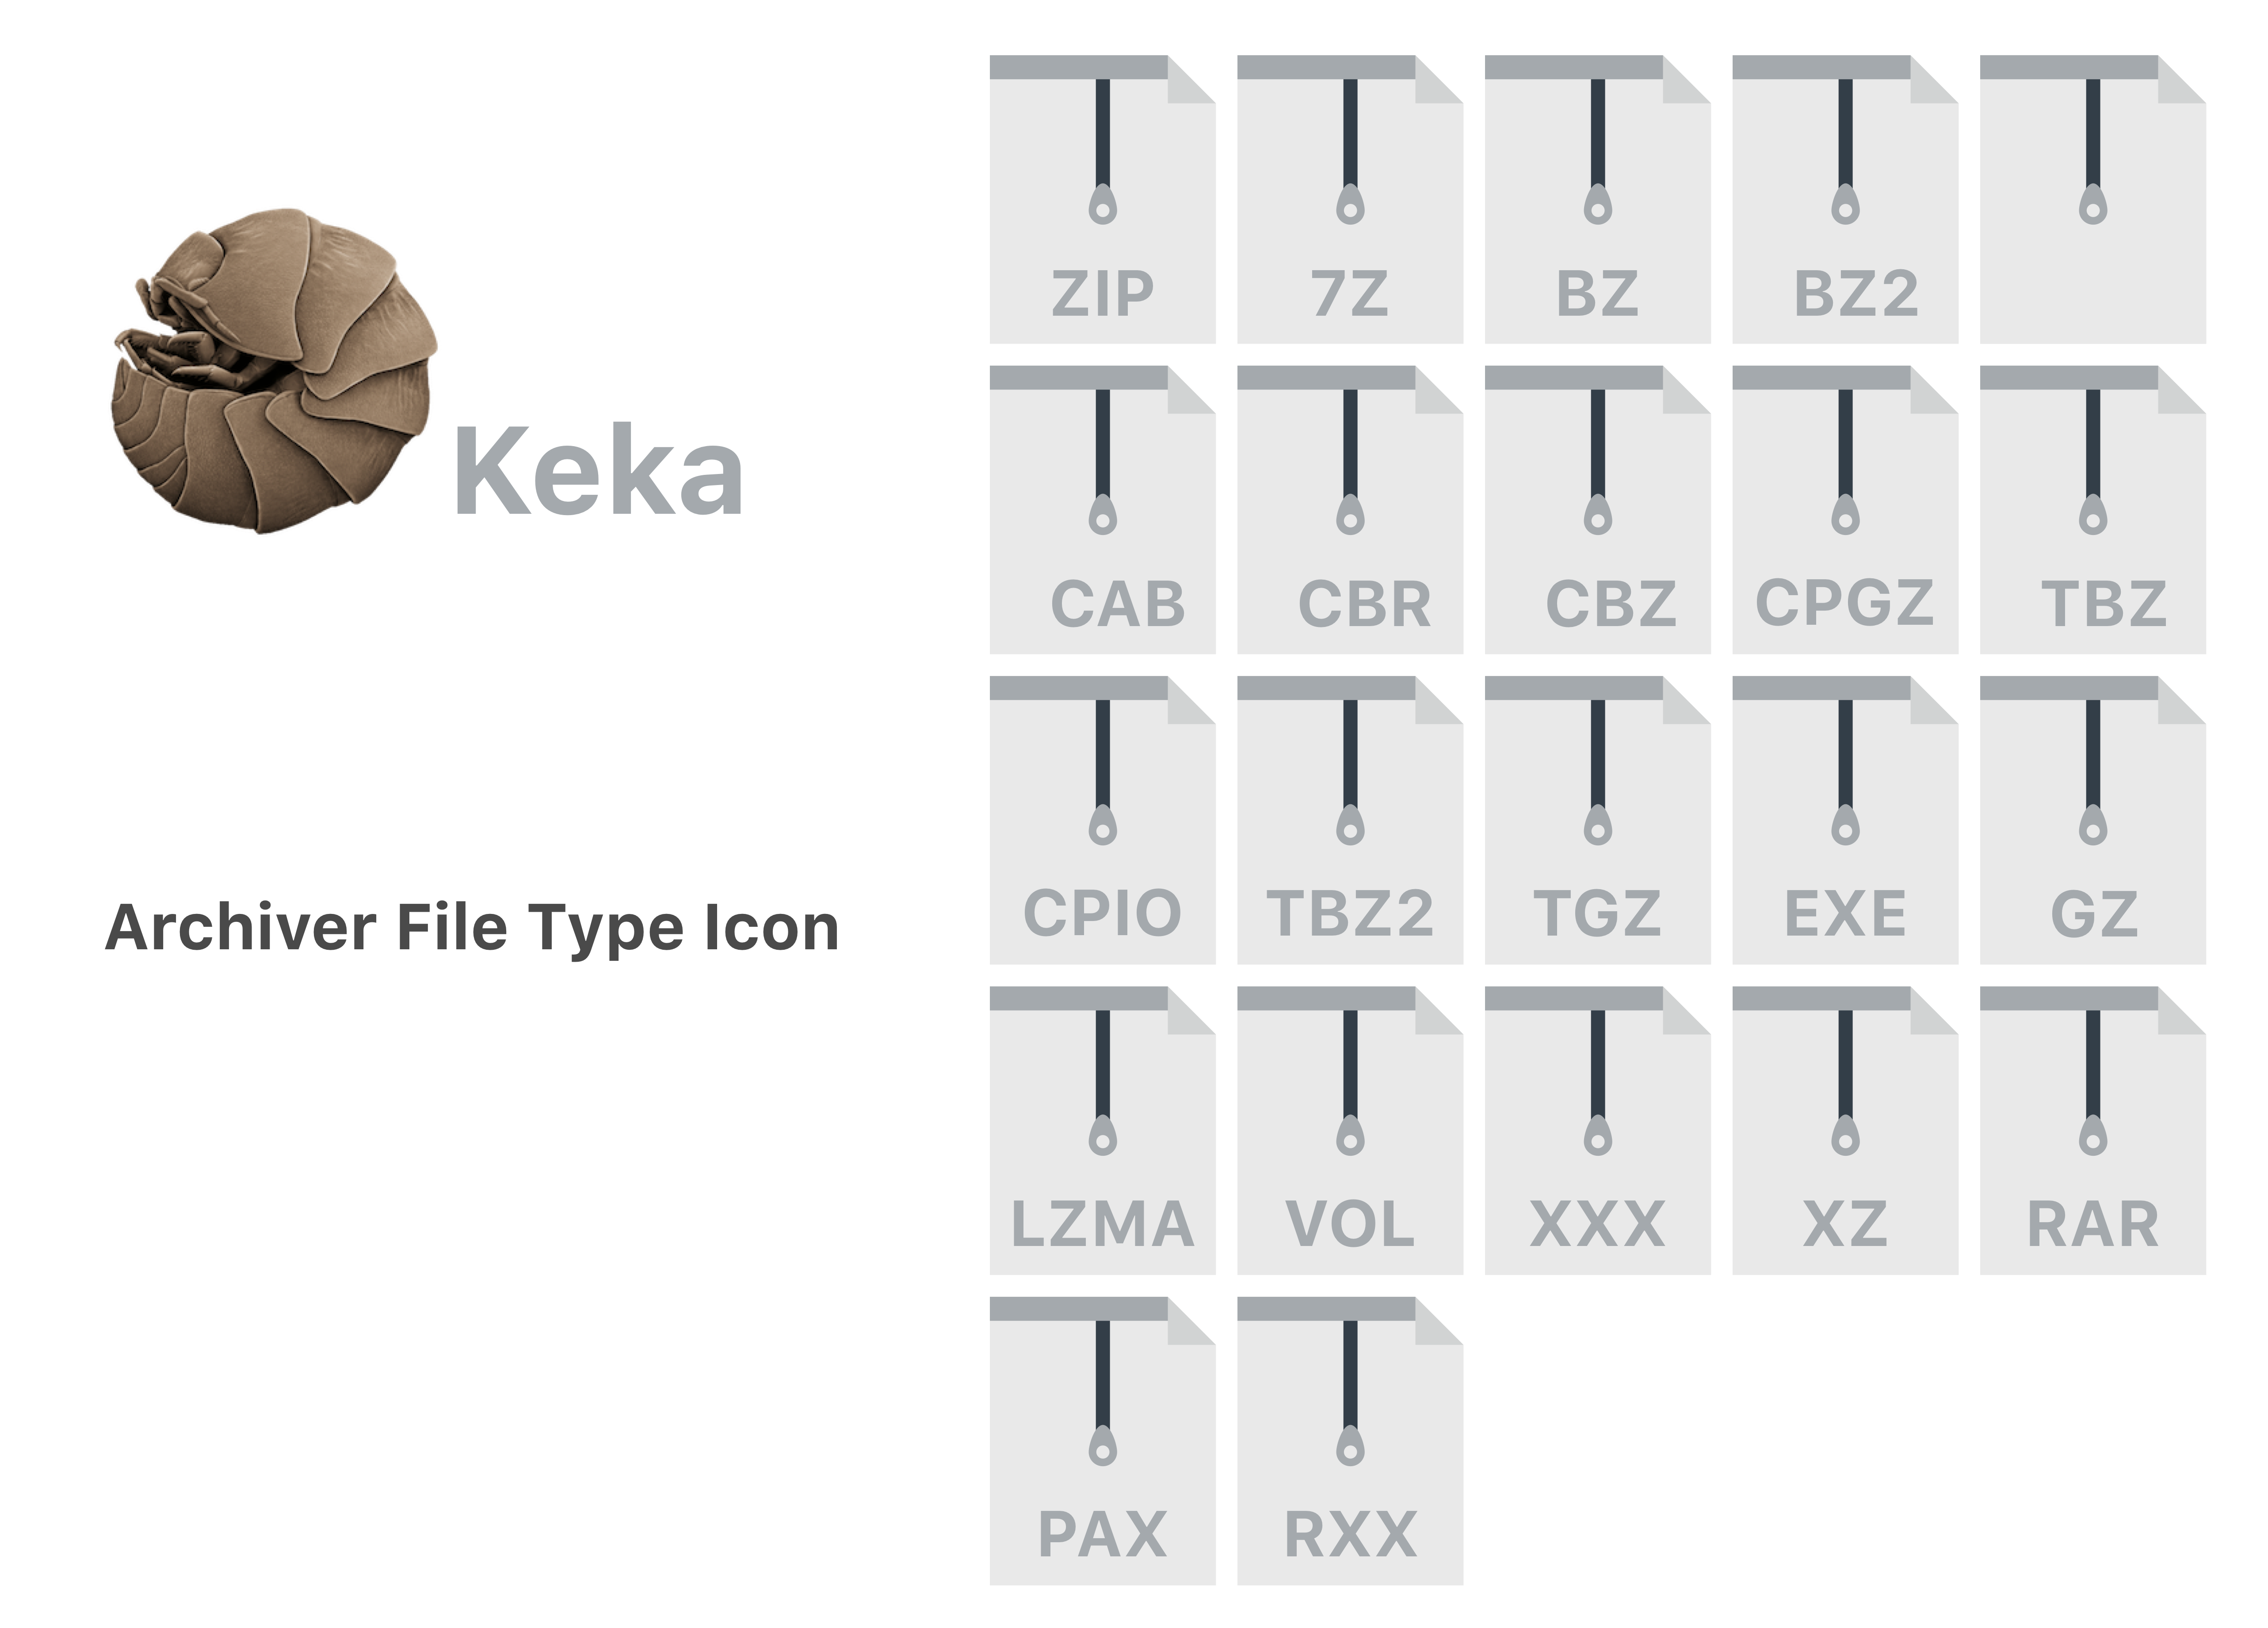 Keka
Archiver File Type Icon
ZIP 7Z BZ BZ2
CAB CBR CBZ CPGZ TBZ
CPIO TBZ2 TGZ EXE GZ
LZMA VOL XXX XZ RAR
PAX RXX